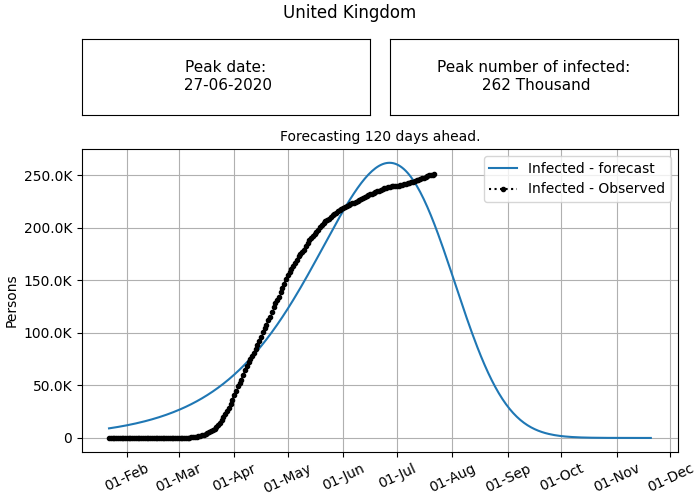 United Kingdom
Peak date:
27-06-2020
Peak number of infected:
262 Thousand
Forecasting 120 days ahead.
Infected - forecast
Infected - Observed
250.0K
200.0K
150.0K
100.0K
50.0K
0
Persons
01-Feb
01-Mar
01-Apr
01-May
01-Jun
01-Jul
01-Aug
01-Sep
01-Oct
01-Nov
01-Dec